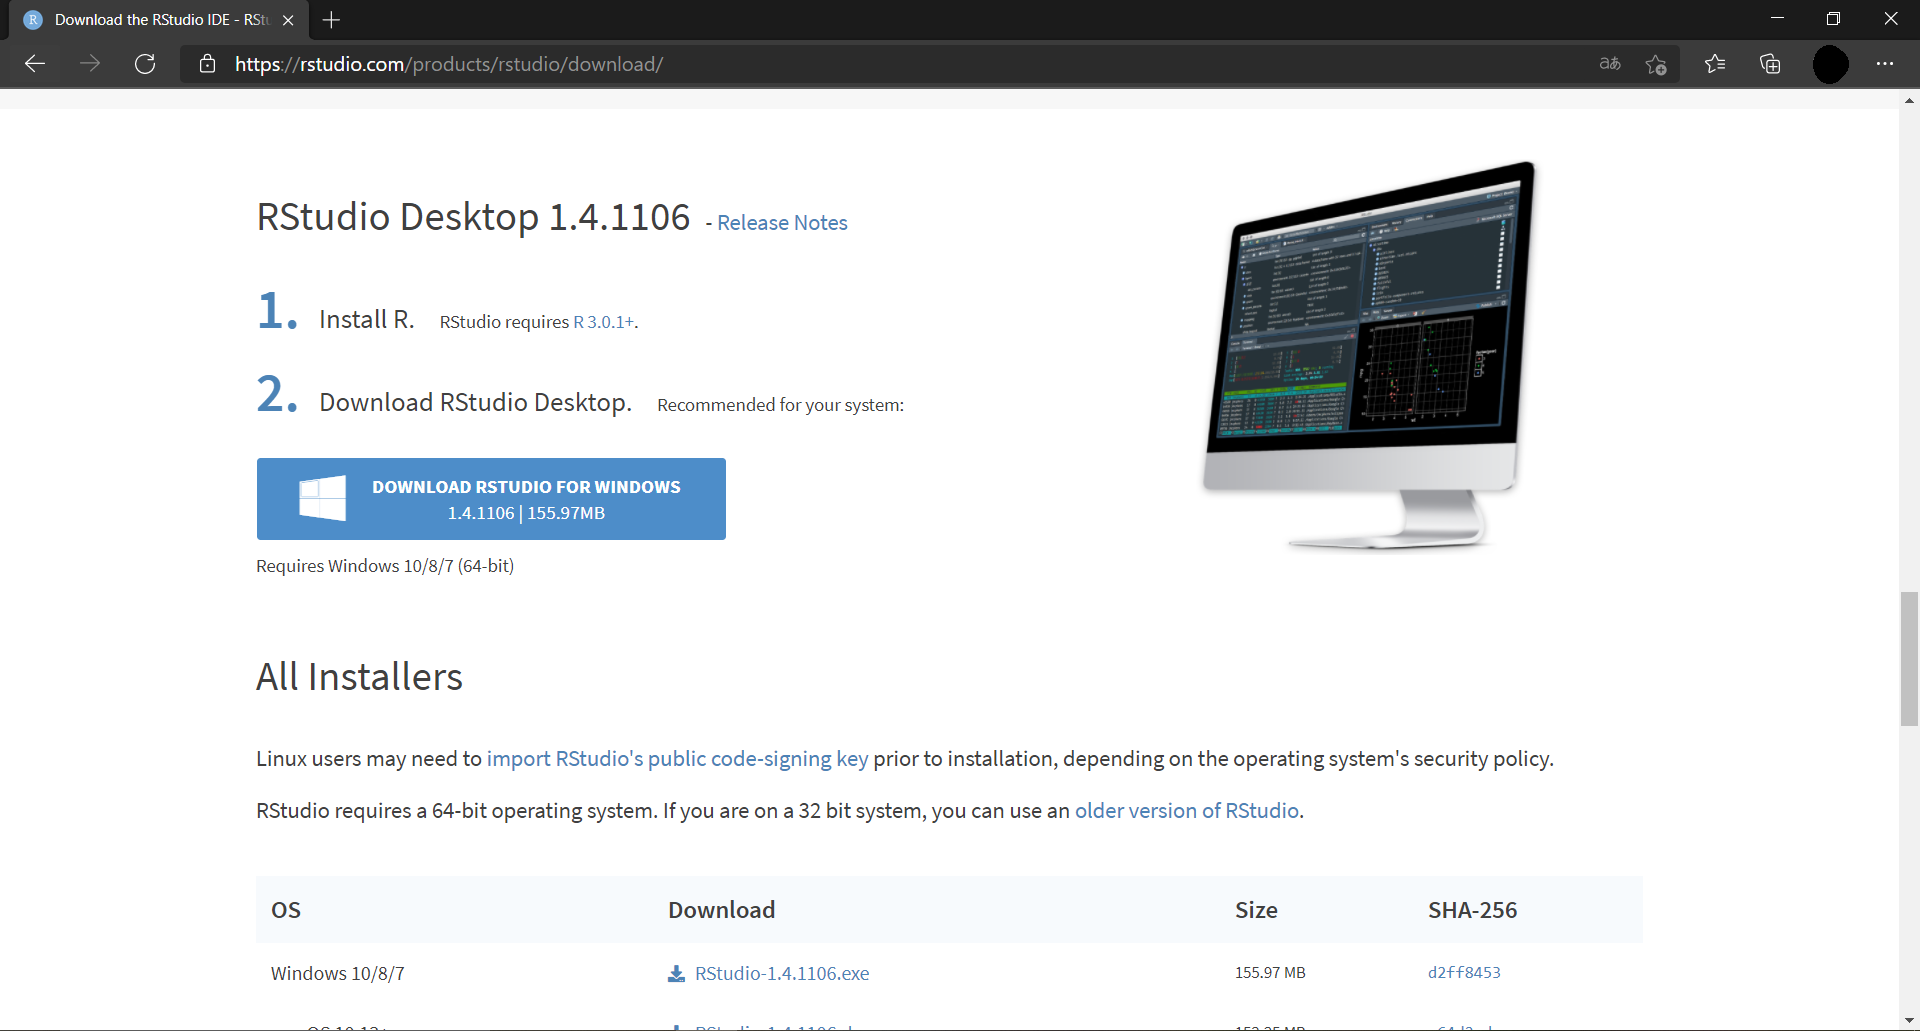 Download the RStudio IDE - RStu
https://rstudio.com/products/rstudio/download/
RStudio Desktop 1.4.1106 - Release Notes
1. Install R. RStudio requires R 3.0.1+.
2. Download RStudio Desktop. Recommended for your system:
DOWNLOAD RSTUDIO FOR WINDOWS
1.4.1106 | 155.97MB
Requires Windows 10/8/7 (64-bit)
All Installers
Linux users may need to import RStudio's public code-signing key prior to installation, depending on the operating system's security policy.
RStudio requires a 64-bit operating system. If you are on a 32 bit system, you can use an older version of RStudio.
OS Download Size SHA-256
Windows 10/8/7 RStudio-1.4.1106.exe 155.97 MB d2ff8453